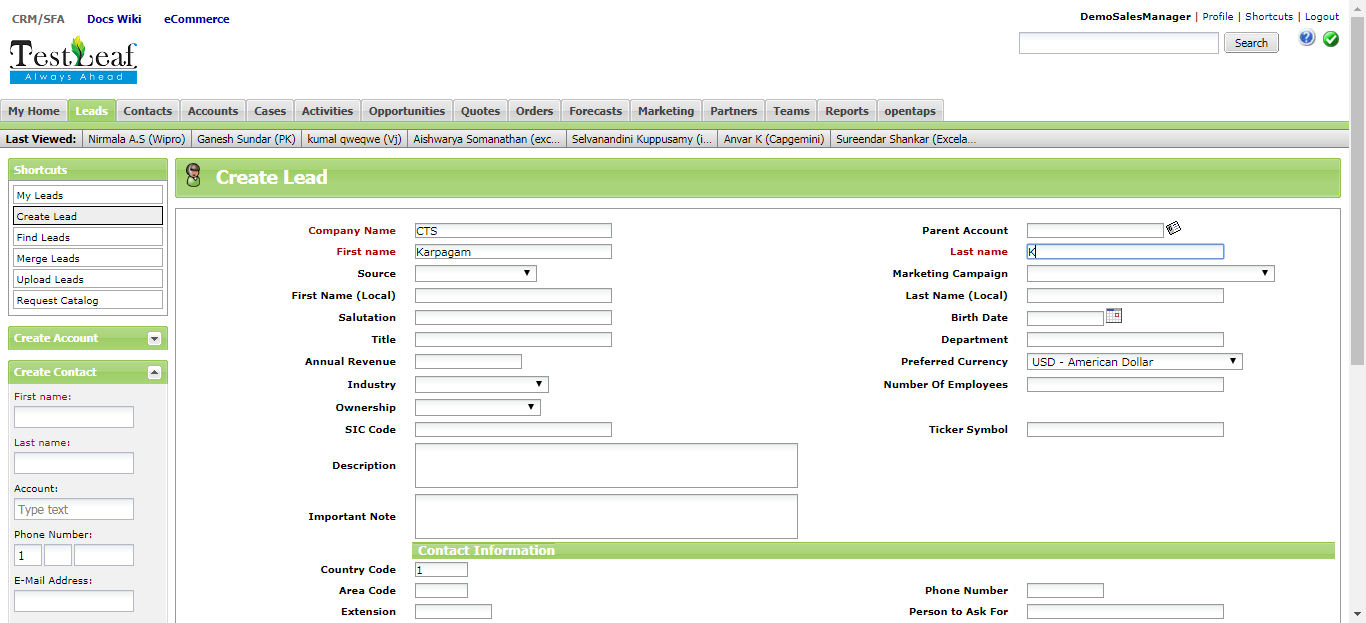 CRM/SFA Docs Wiki eCommerce
DemoSalesManager | Profile | Shortcuts | Logout
TestLeaf
Always Ahead
Search
My Home Leads Contacts Accounts Cases Activities Opportunities Quotes Orders Forecasts Marketing Partners Teams Reports opentaps
Last Viewed: Nirmala A.S (Wipro) Ganesh Sundar (PK) kumal qweqwe (Vj) Aishwarya Somanathan (exc... Selvanandini Kuppusamy (i... Anvar K (Capgemini) Sureendar Shankar (Excela...
Shortcuts
My Leads
Create Lead
Find Leads
Merge Leads
Upload Leads
Request Catalog
Create Account
Create Contact
First name:
Last name:
Account:
Type text
Phone Number:
1
E-Mail Address:
Create Lead
Company Name CTS Parent Account
First name Karpagam Last name K
Source Marketing Campaign
First Name (Local) Last Name (Local)
Salutation Birth Date
Title Department
Annual Revenue Preferred Currency USD - American Dollar
Industry Number Of Employees
Ownership
SIC Code Ticker Symbol
Description
Important Note
Contact Information
Country Code 1
Area Code Phone Number
Extension Person to Ask For